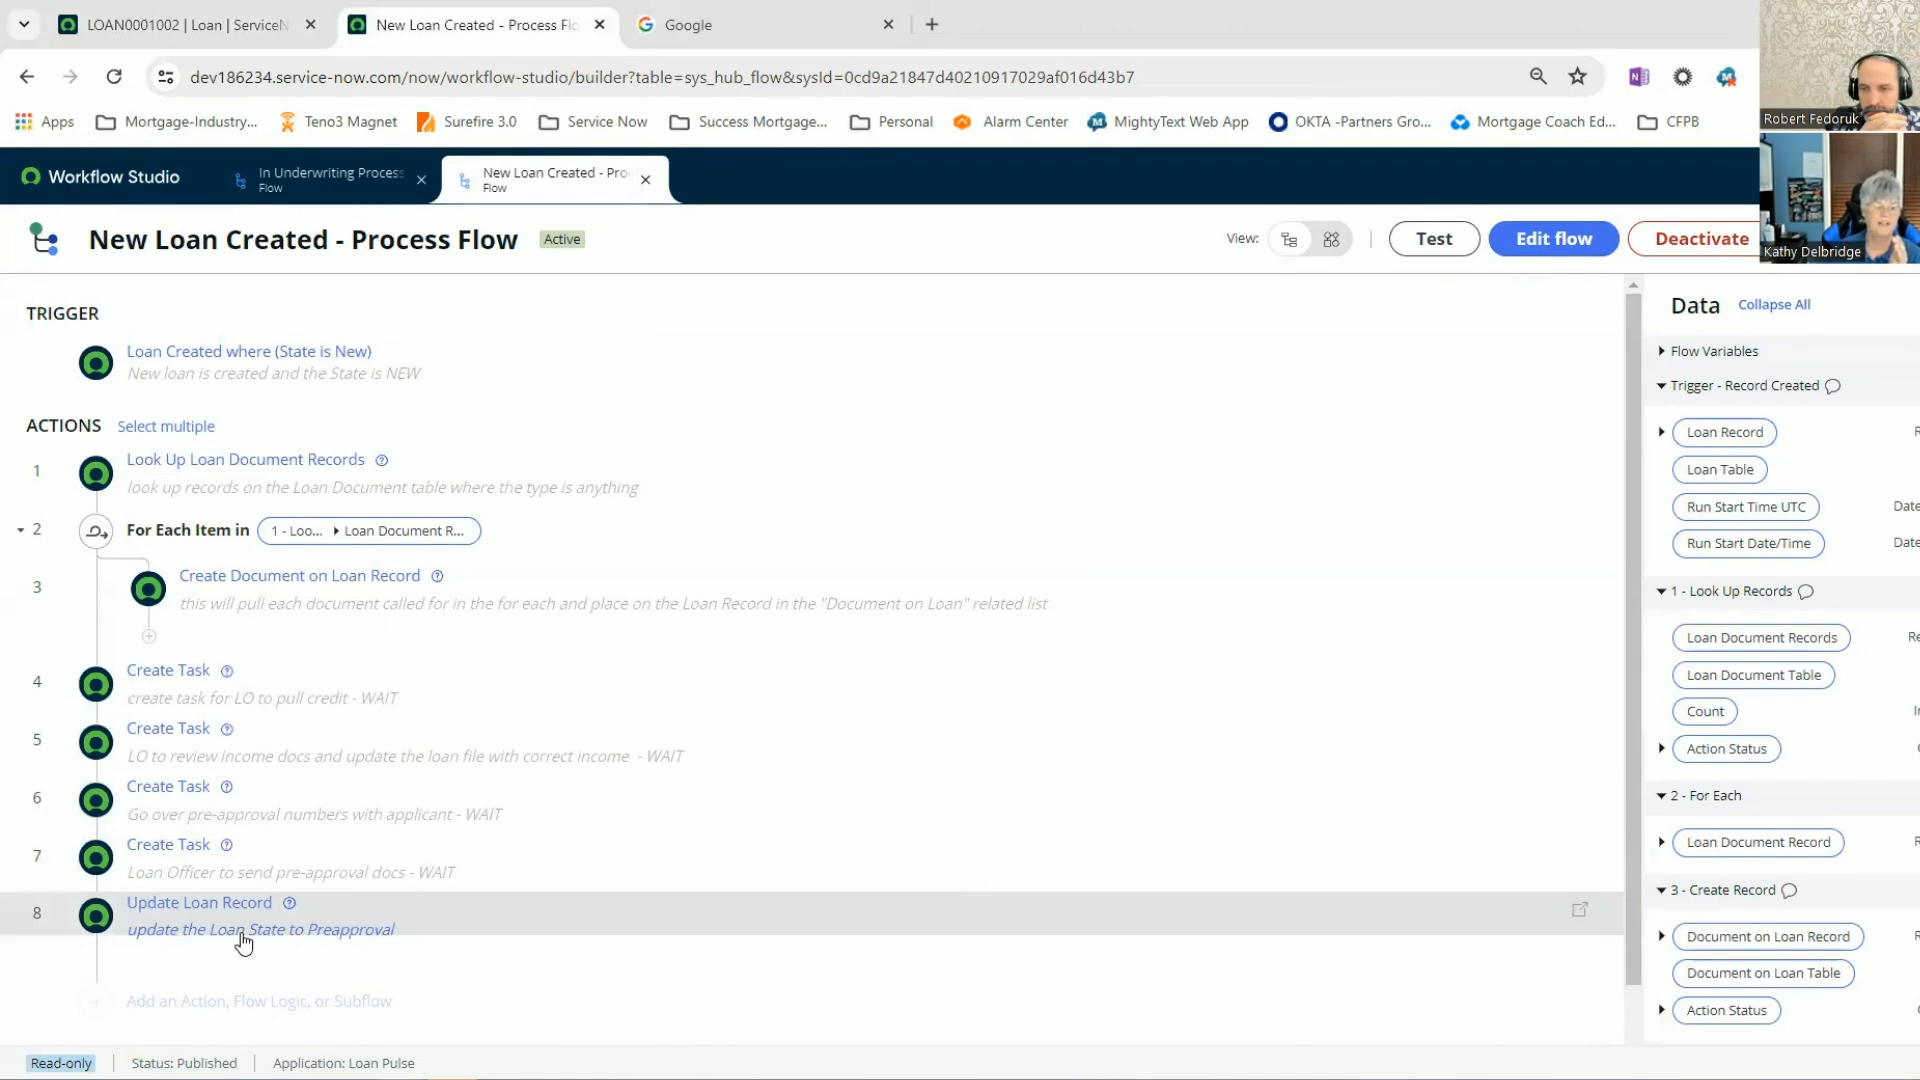 LOAN0001002 | Loan | ServiceN
New Loan Created - Process Flo
Google
dev186234.service-now.com/now/workflow-studio/builder?table=sys_hub_flow&sysId=0cd9a21847d40210917029af016d43b7
Apps
Mortgage-Industry,...
Teno3 Magnet
Surefire 3.0
Service Now
Success Mortgage...
Personal
Alarm Center
MightyText Web App
OKTA -Partners Gro...
Mortgage Coach Ed...
CFPB
Robert Fedoruk
Kathy Delbridge
Workflow Studio
In Underwriting Process
Flow
New Loan Created - Pro
Flow
New Loan Created - Process Flow
Active
View:
Test
Edit flow
Deactivate
TRIGGER
Loan Created where (State is New)
New loan is created and the State is NEW
ACTIONS
Select multiple
1
Look Up Loan Document Records
look up records on the Loan Document table where the type is anything
2
For Each Item in
1 - Loo...
Loan Document R...
3
Create Document on Loan Record
this will pull each document called for in the for each and place on the Loan Record in the "Document on Loan" related list
4
Create Task
create task for LO to pull credit - WAIT
5
Create Task
LO to review income docs and update the loan file with correct income - WAIT
6
Create Task
Go over pre-approval numbers with applicant - WAIT
7
Create Task
Loan Officer to send pre-approval docs - WAIT
8
Update Loan Record
update the Loan State to Preapproval
Add an Action, Flow Logic, or Subflow
Data
Collapse All
Flow Variables
Trigger - Record Created
Loan Record
Loan Table
Run Start Time UTC
Date
Run Start Date/Time
Date
1 - Look Up Records
Loan Document Records
Re
Loan Document Table
Count
Action Status
2 - For Each
Loan Document Record
3 - Create Record
Document on Loan Record
Document on Loan Table
Action Status
Read-only
Status: Published
Application: Loan Pulse